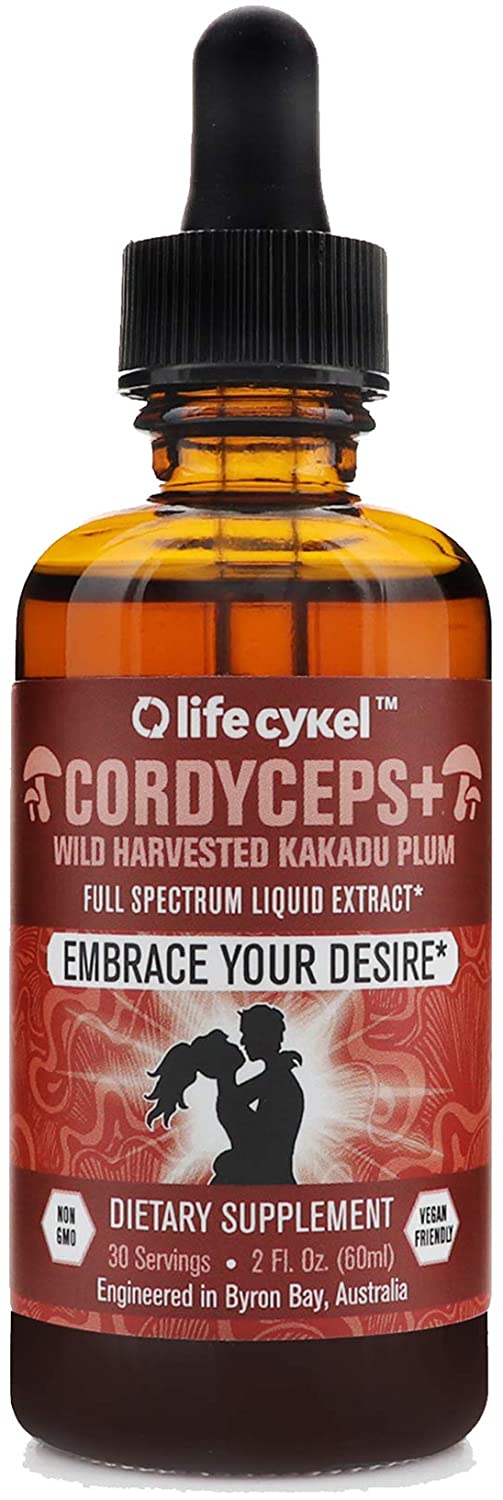 life cykel™
CORDYCEPS+
WILD HARVESTED KAKADU PLUM
FULL SPECTRUM LIQUID EXTRACT*
EMBRACE YOUR DESIRE*
NON
GMO
DIETARY SUPPLEMENT
VEGAN
FRIENDLY
30 Servings • 2 Fl. Oz. (60ml)
Engineered in Byron Bay, Australia